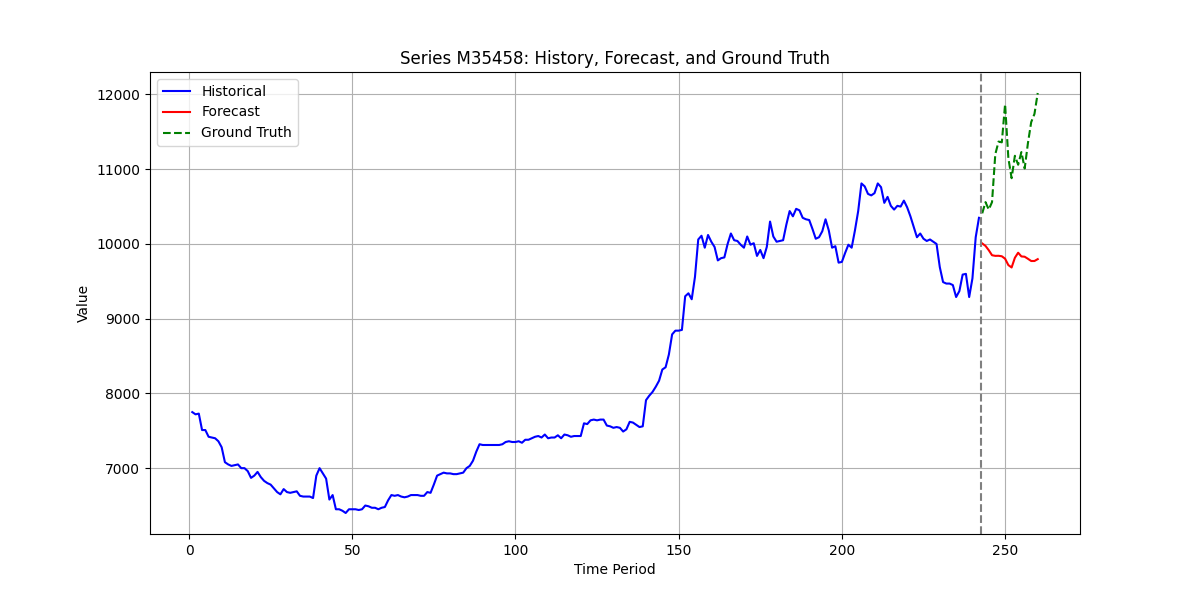 Series M35458: History, Forecast, and Ground Truth
Historical
Forecast
Ground Truth
12000
11000
10000
9000
8000
7000
Value
0
50
100
150
200
250
Time Period